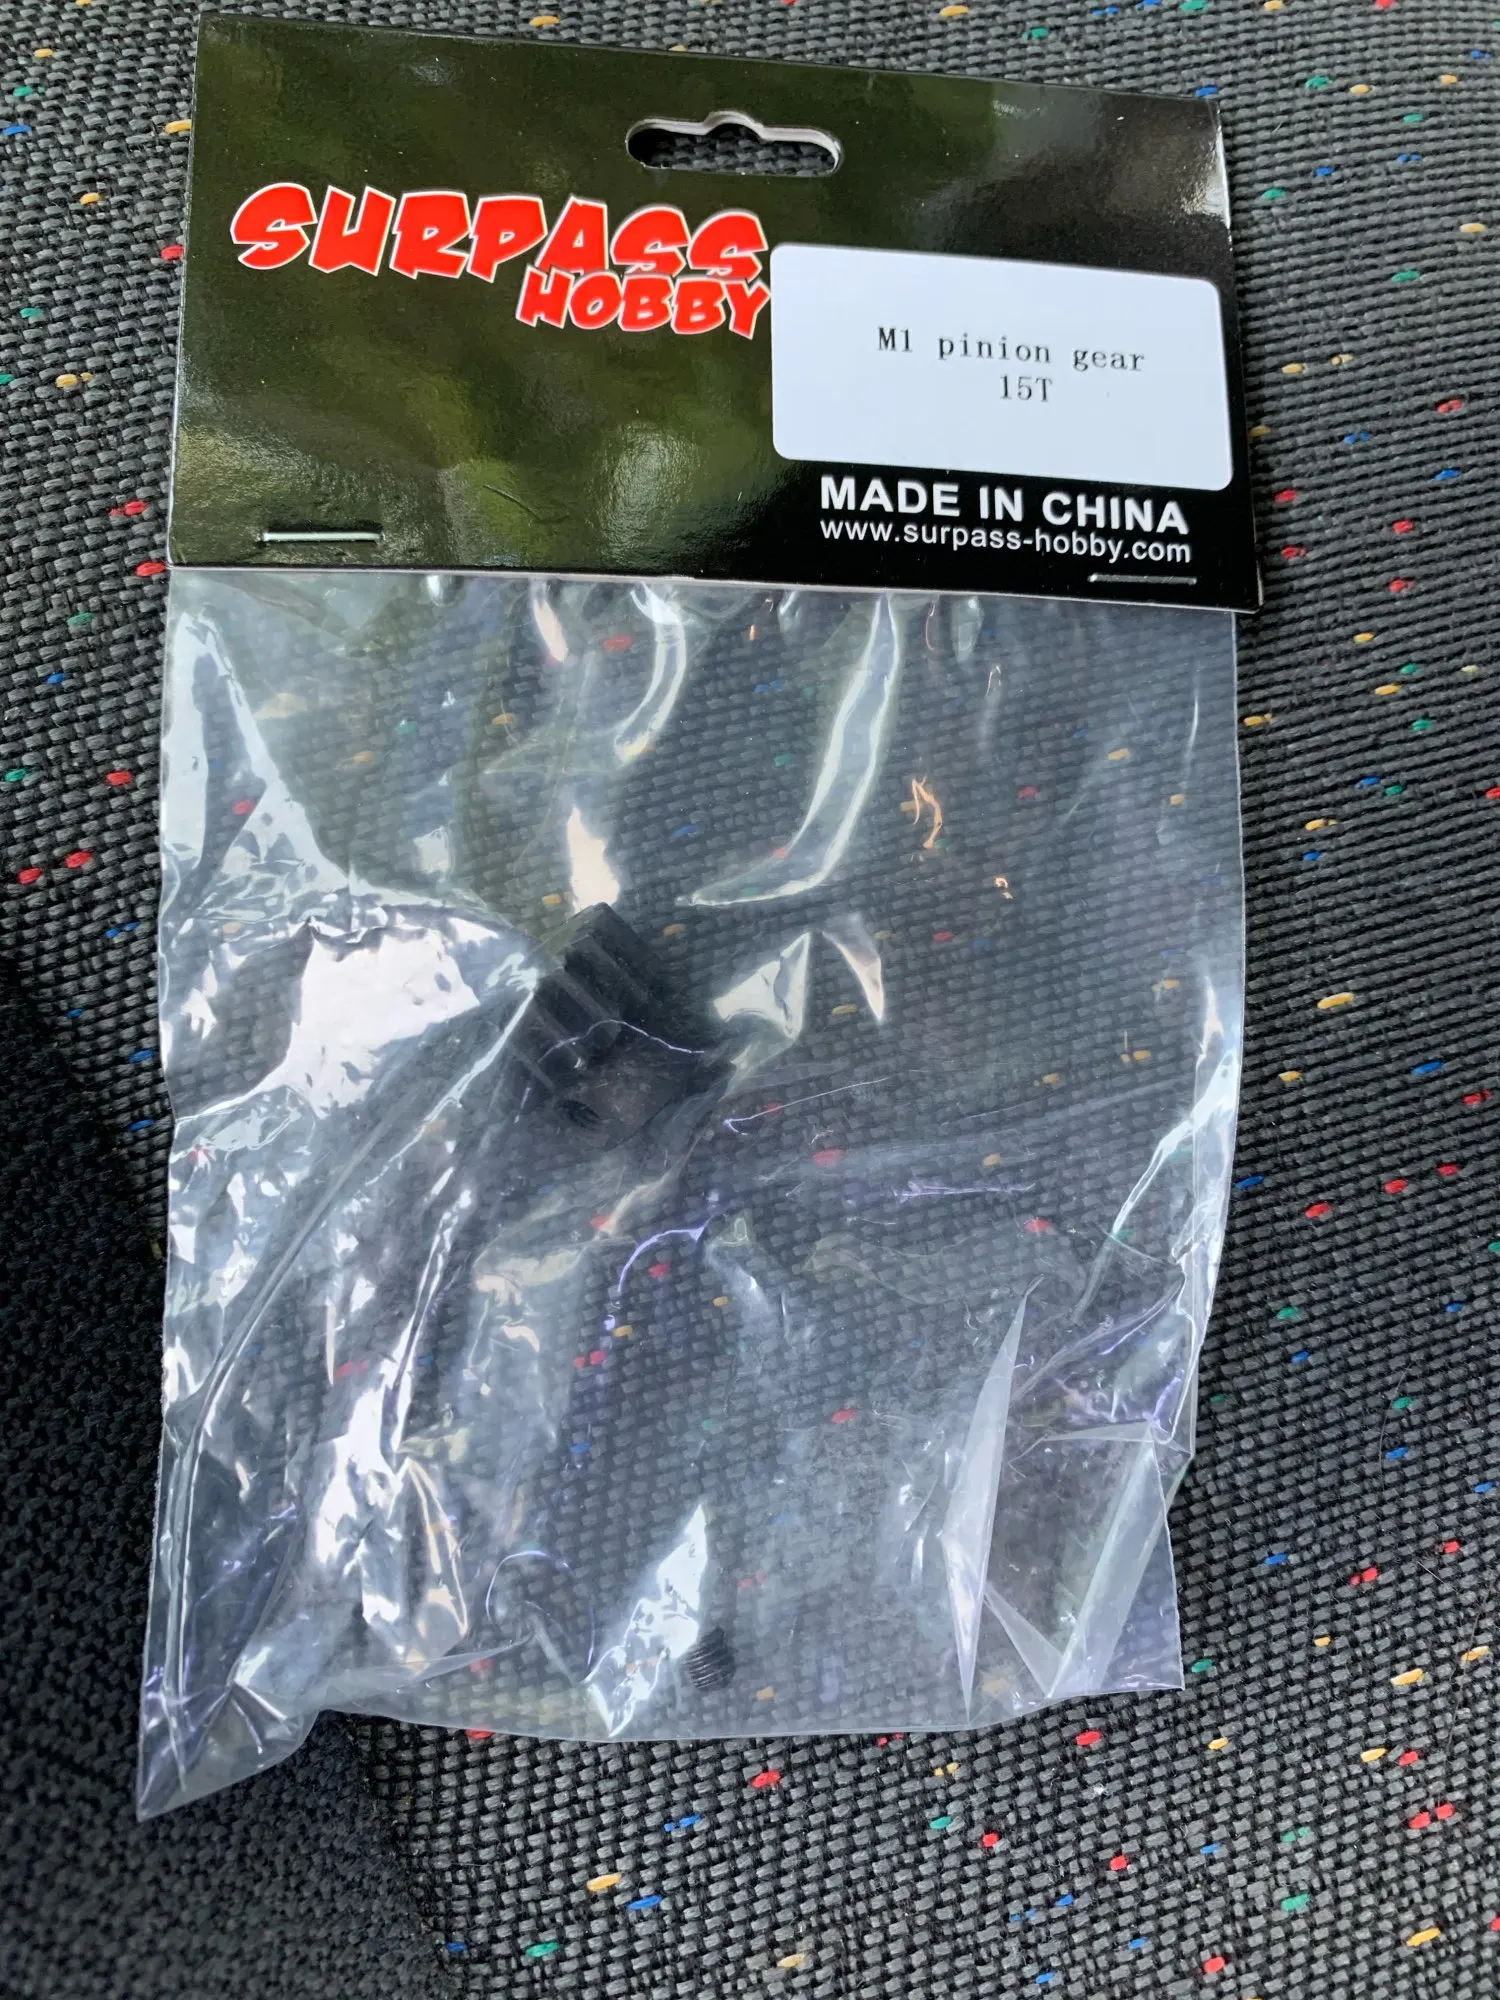 SURPASS
HOBBY
M1 pinion gear
15T
MADE IN CHINA
www.surpass-hobby.com